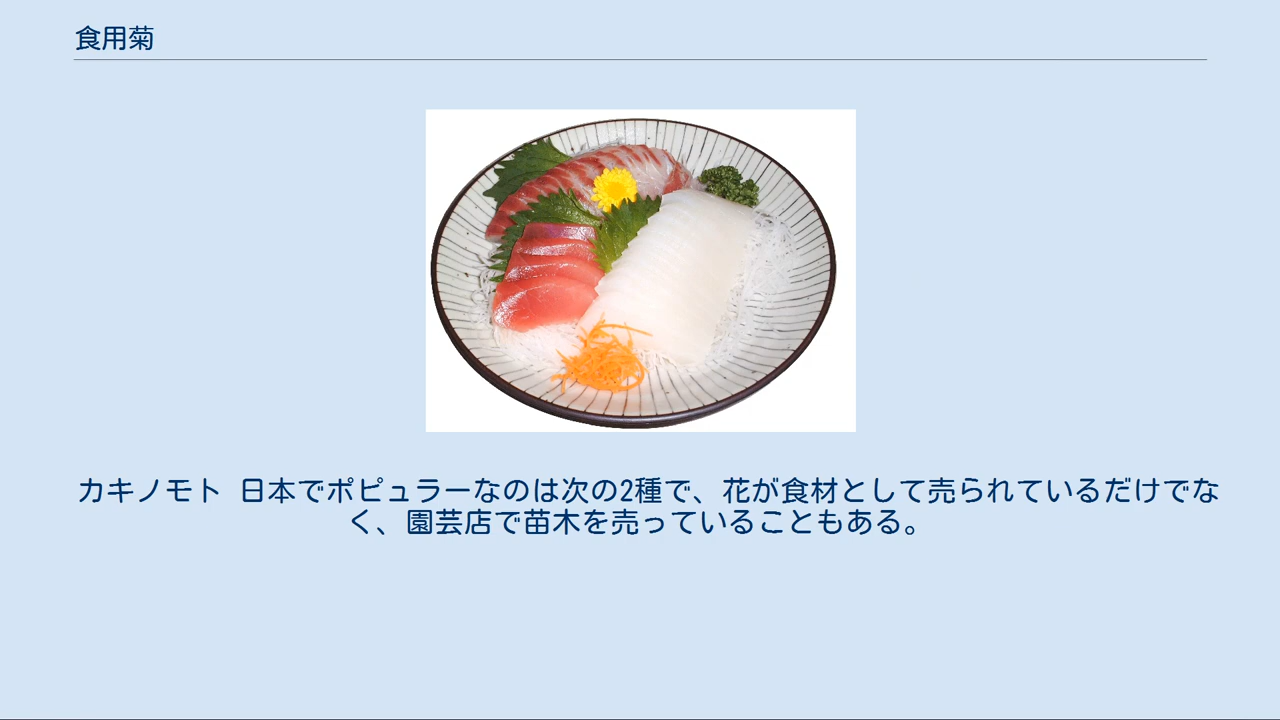 食用菊
カキノモト 日本でポピュラーなのは次の2種で、花が食材として売られているだけでな
く、園芸店で苗木を売っていることもある。